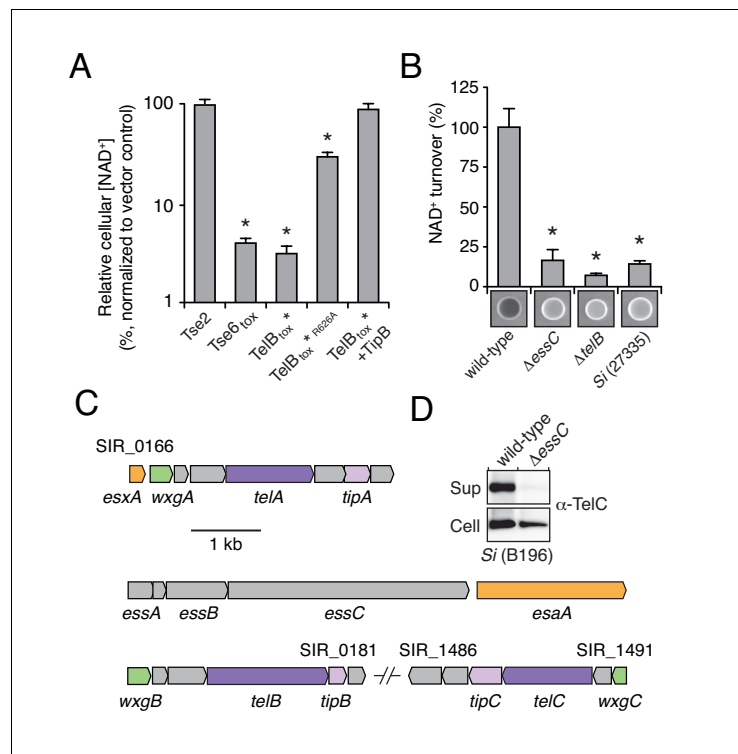 A
Relative cellular [NAD⁺]
(%, normalized to vector control)
100
10
1
*
*
*
Tse2
Tse6tox
TelBtox*
TelBtox* R626A
TelBtox*
+TipB
B
NAD⁺ turnover (%)
125
100
75
50
25
0
*
*
*
wild-type
ΔessC
ΔtelB
Si (27335)
C
SIR_0166
esxA
wxgA
telA
tipA
1 kb
D
wild-type
ΔessC
Sup
Cell
α-TelC
Si (B196)
essA
essB
essC
esaA
SIR_0181
SIR_1486
SIR_1491
wxgB
telB
tipB
tipC
telC
wxgC